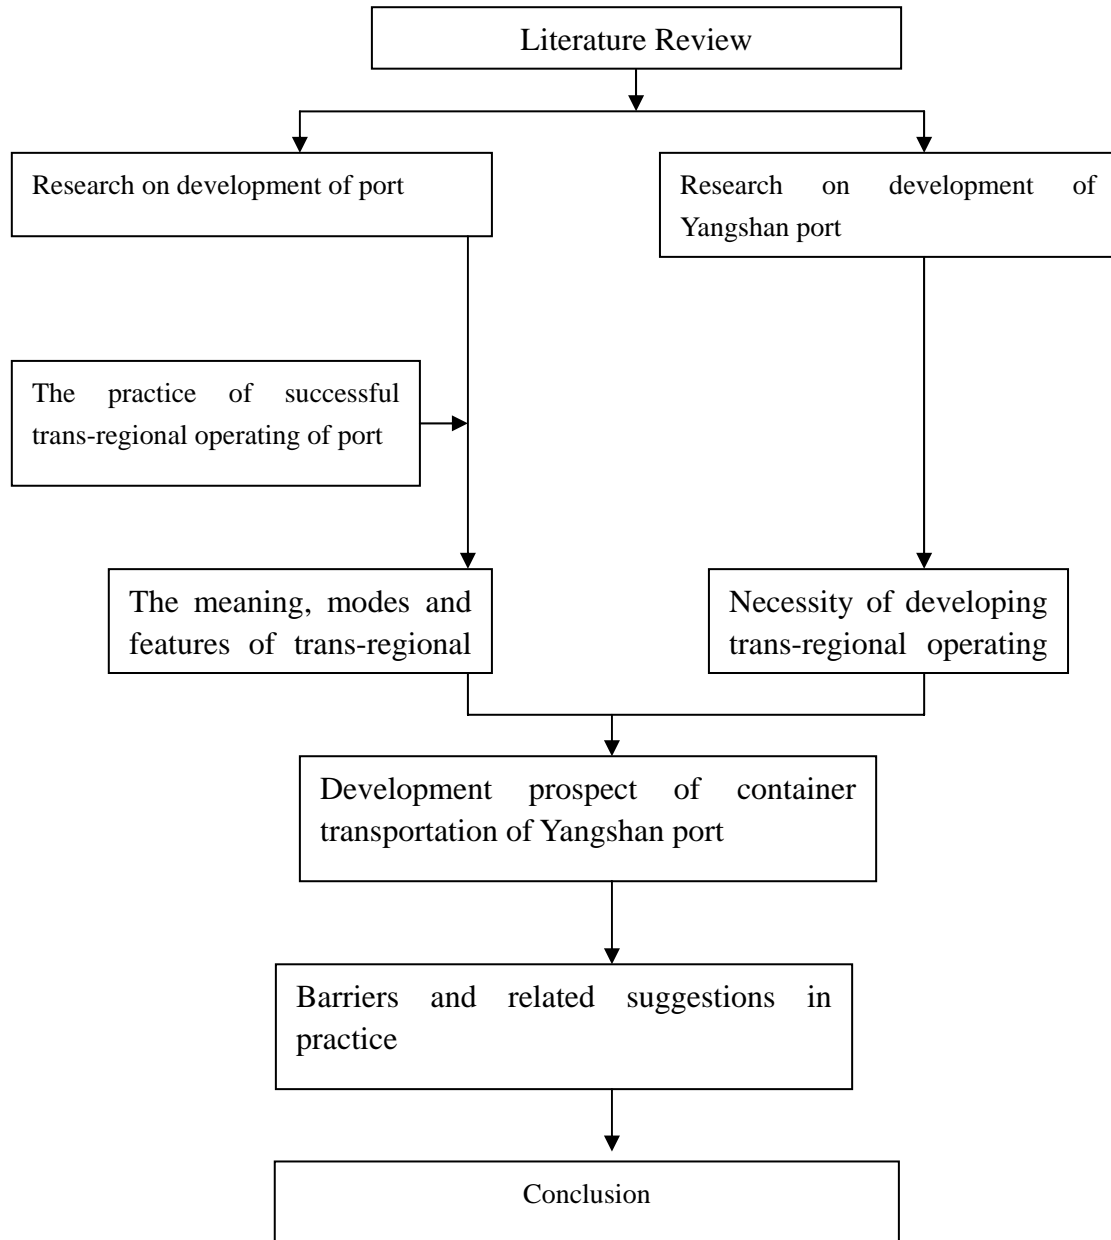 Literature Review
Research on development of port
Research on development of
Yangshan port
The practice of successful
trans-regional operating of port
The meaning, modes and
features of trans-regional
Necessity of developing
trans-regional operating
Development prospect of container
transportation of Yangshan port
Barriers and related suggestions in
practice
Conclusion